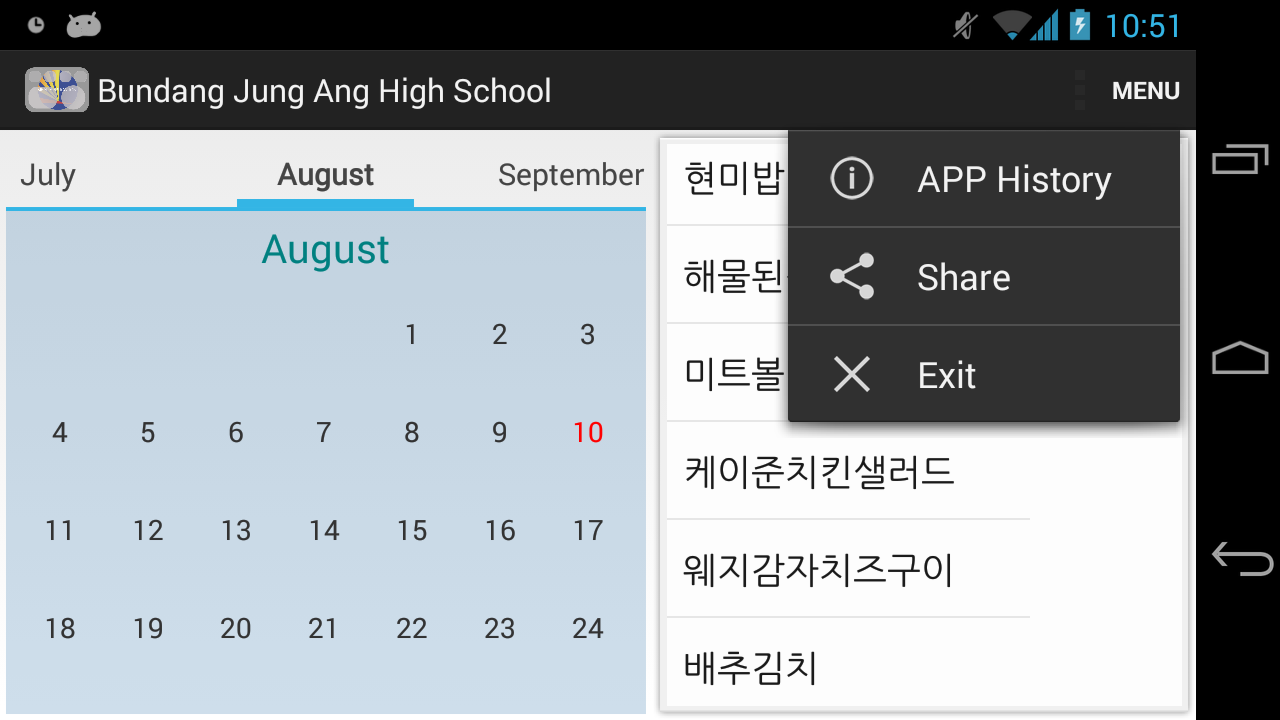 10:51
Bundang Jung Ang High School
MENU
July August September
August
1 2 3
4 5 6 7 8 9 10
11 12 13 14 15 16 17
18 19 20 21 22 23 24
현미밥
해물된
미트볼
케이준치킨샐러드
웨지감자치즈구이
배추김치
APP History
Share
Exit